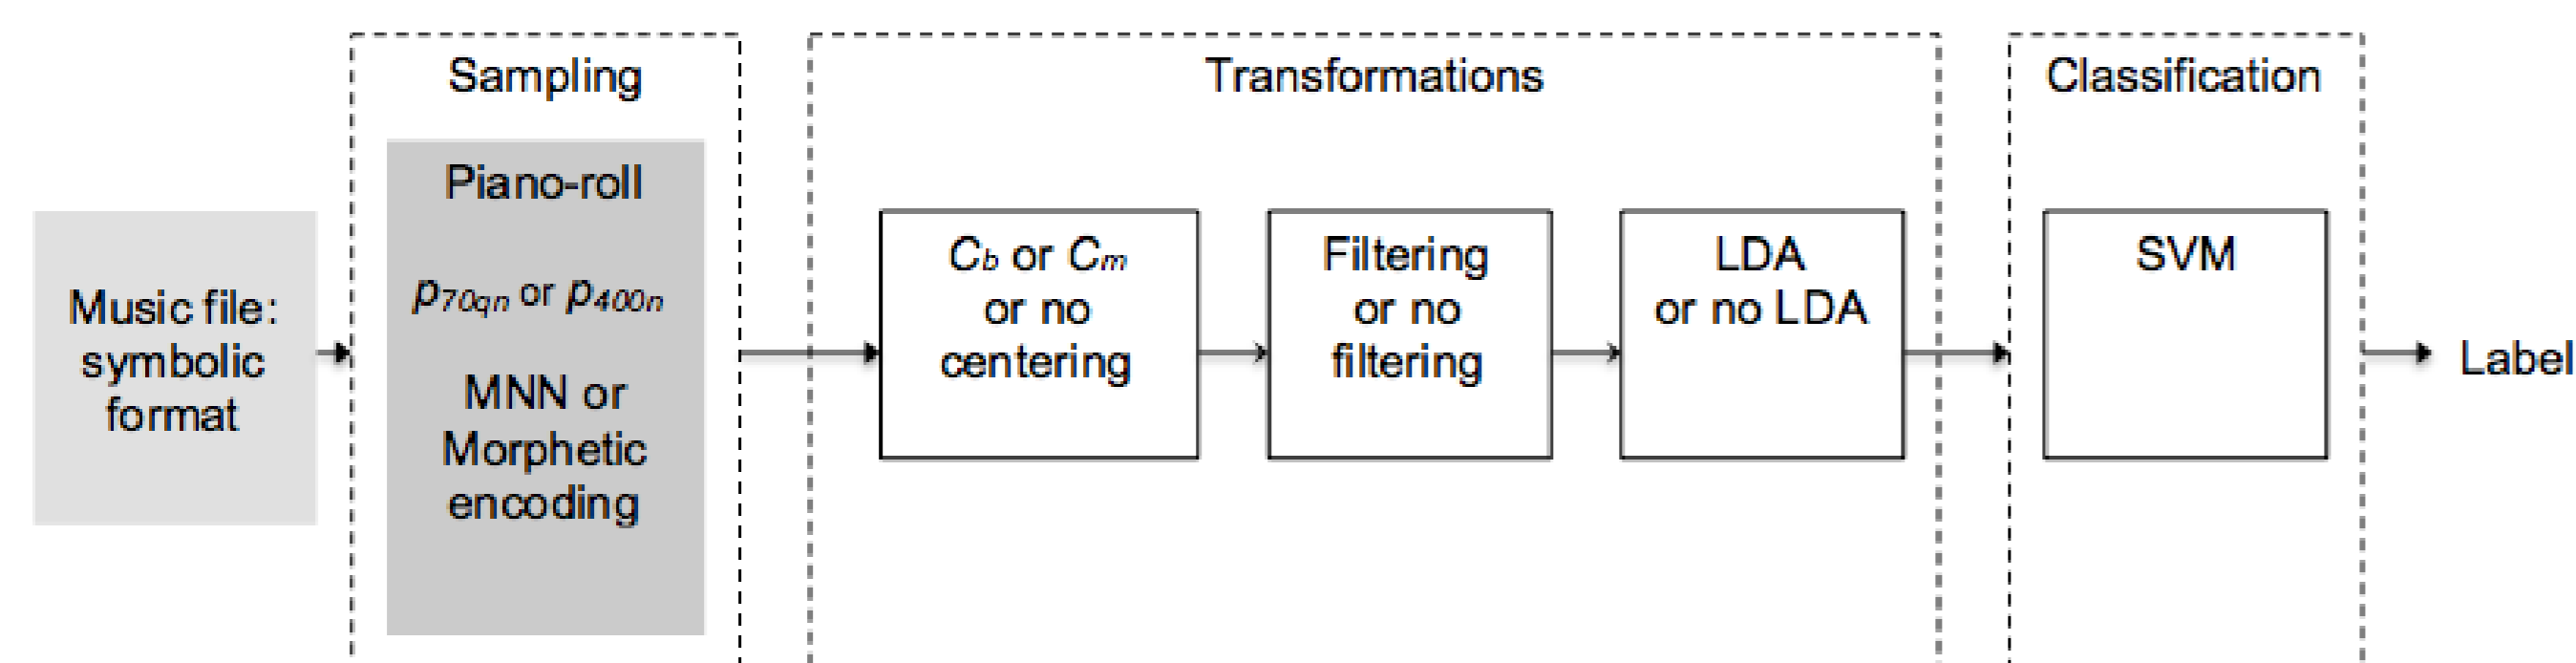 Music file:
symbolic
format
Sampling
Piano-roll
p70qn or p400n
MNN or
Morphetic
encoding
Transformations
Cb or Cm
or no
centering
Filtering
or no
filtering
LDA
or no LDA
Classification
SVM
Label